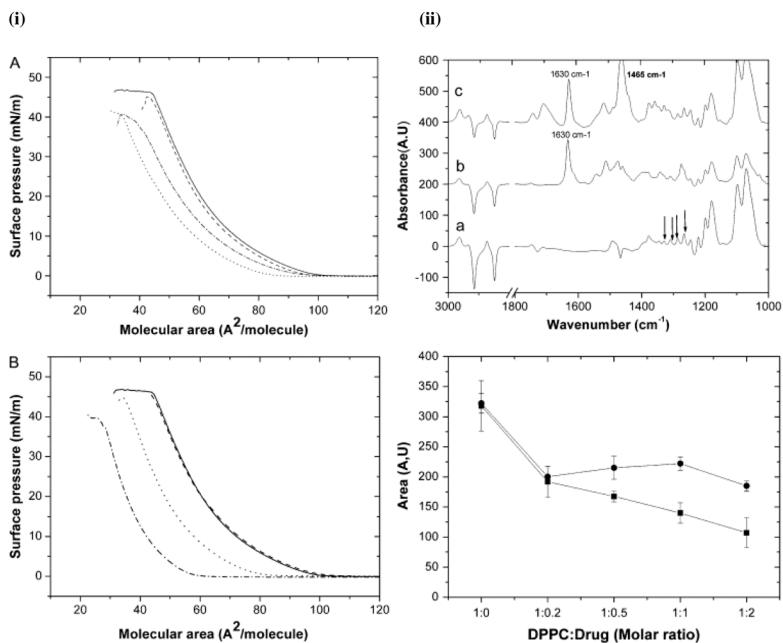 (i)
(ii)
A
50
40
30
20
10
0
Surface pressure (mN/m)
20
40
60
80
100
120
Molecular area (A²/molecule)
B
50
40
30
20
10
0
Surface pressure (mN/m)
20
40
60
80
100
120
Molecular area (A²/molecule)
600
500
400
300
200
100
0
-100
Absorbance(A.U)
1630 cm-1
1465 cm-1
c
1630 cm-1
b
a
3000
1800
1800
1600
1400
1200
1000
Wavenumber (cm⁻¹)
400
350
300
250
200
150
100
50
0
Area (A,U)
1:0
1:0.2
1:0.5
1:1
1:2
DPPC:Drug (Molar ratio)